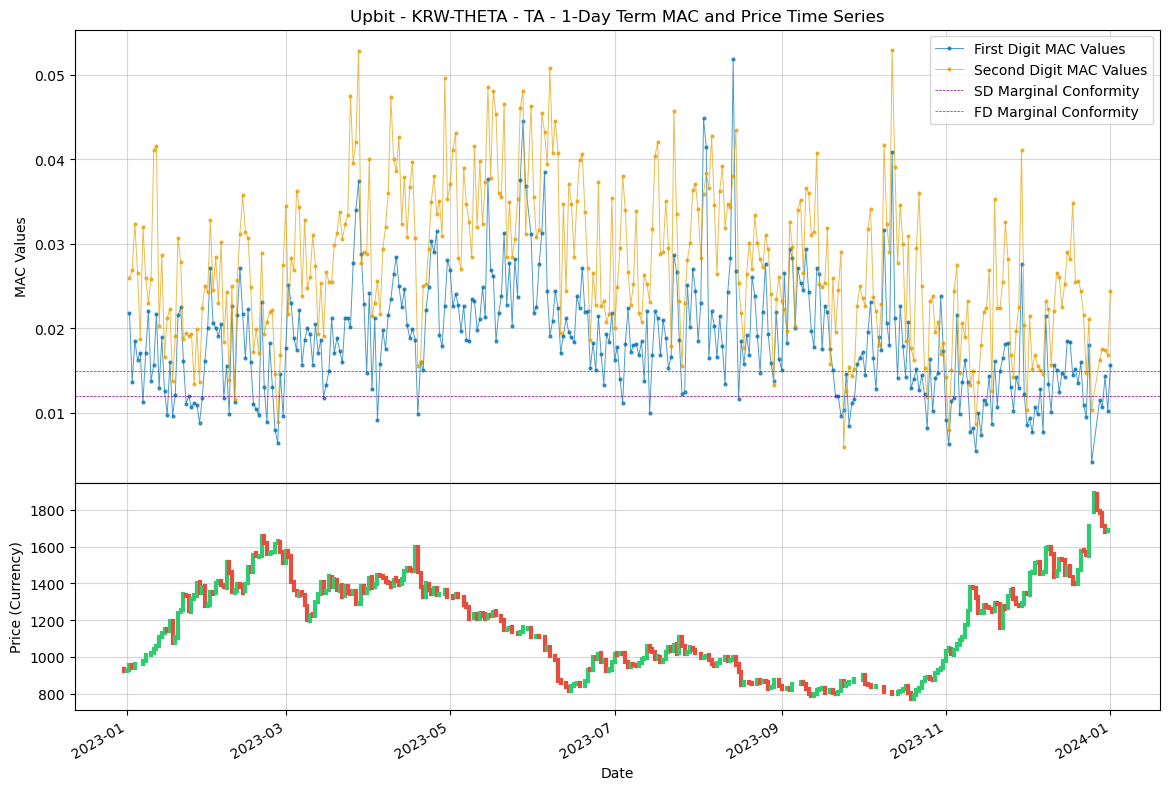 Upbit - KRW-THETA - TA - 1-Day Term MAC and Price Time Series
First Digit MAC Values
Second Digit MAC Values
SD Marginal Conformity
FD Marginal Conformity
MAC Values
0.05
0.04
0.03
0.02
0.01
Price (Currency)
1800
1600
1400
1200
1000
800
2023-01
2023-03
2023-05
2023-07
2023-09
2023-11
2024-01
Date